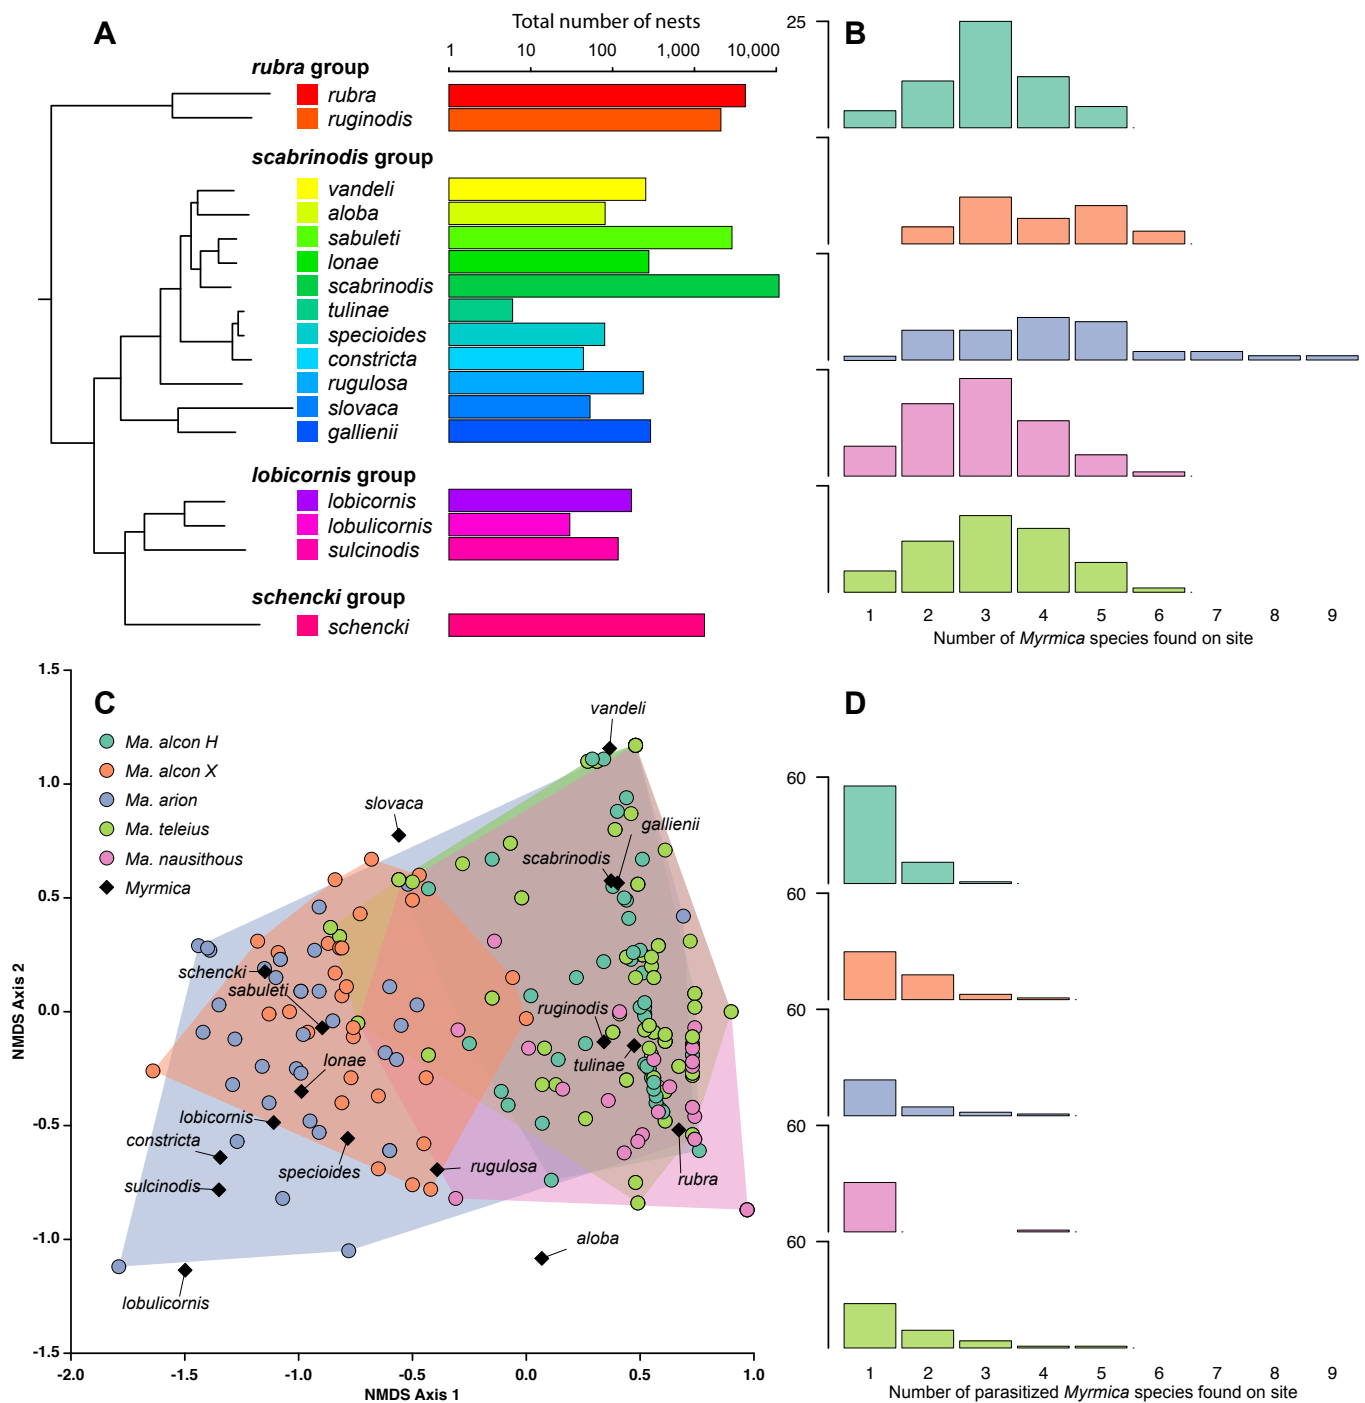 A
Total number of nests
1 10 100 1,000 10,000
rubra group
rubra
ruginodis
scabrinodis group
vandeli
aloba
sabuleti
lonae
scabrinodis
tulinae
specioides
constricta
rugulosa
slovaca
gallienii
lobicornis group
lobicornis
lobulicornis
sulcinodis
schencki group
schencki
B
25
1 2 3 4 5 6 7 8 9
Number of Myrmica species found on site
C
1.5
1.0
0.5
0.0
-0.5
-1.0
-1.5
NMDS Axis 2
Ma. alcon H
Ma. alcon X
Ma. arion
Ma. teleius
Ma. nausithous
Myrmica
vandeli
slovaca
gallienii
scabrinodis
schencki
sabuleti
ruginodis
lonae
tulinae
lobicornis
constricta
specioides
rugulosa
rubra
sulcinodis
aloba
lobulicornis
-2.0 -1.5 -1.0 -0.5 0.0 0.5 1.0
NMDS Axis 1
D
60
60
60
60
60
1 2 3 4 5 6 7 8 9
Number of parasitized Myrmica species found on site